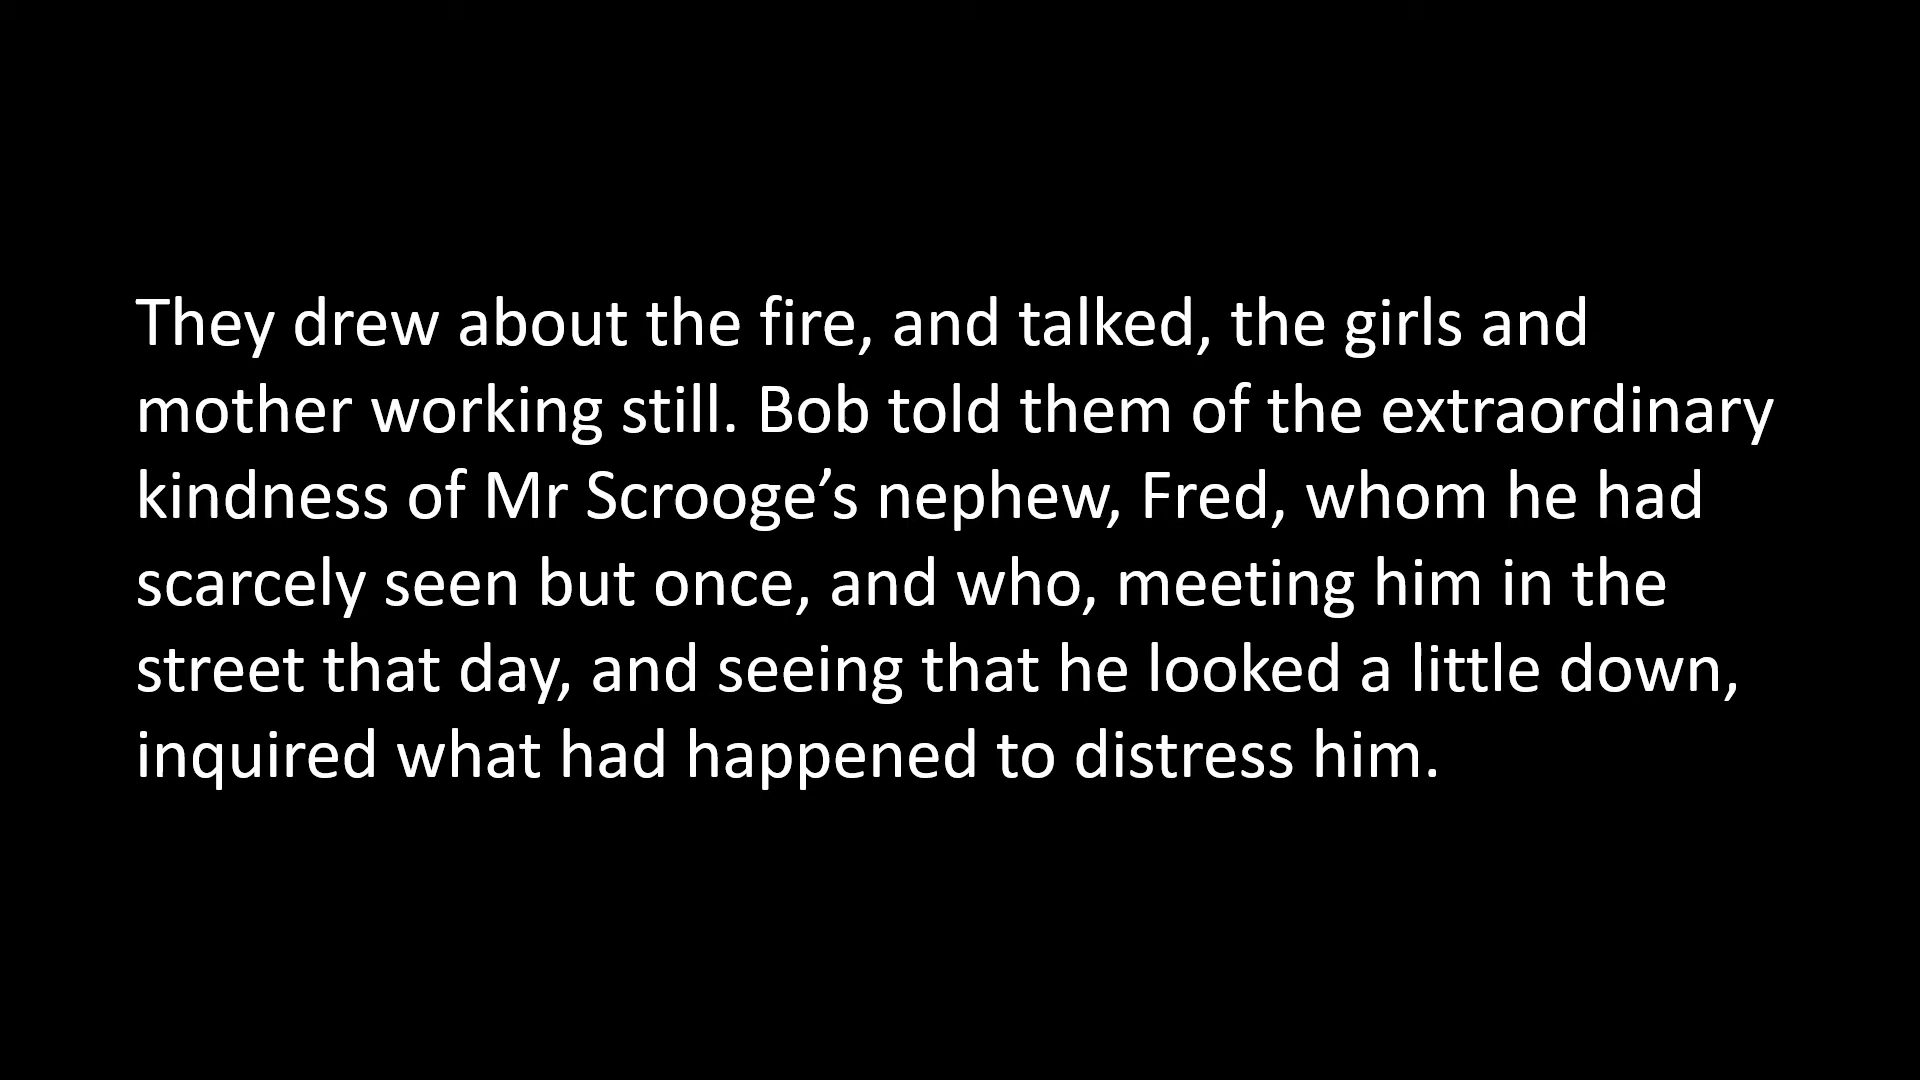 They drew about the fire, and talked, the girls and
mother working still. Bob told them of the extraordinary
kindness of Mr Scrooge’s nephew, Fred, whom he had
scarcely seen but once, and who, meeting him in the
street that day, and seeing that he looked a little down,
inquired what had happened to distress him.